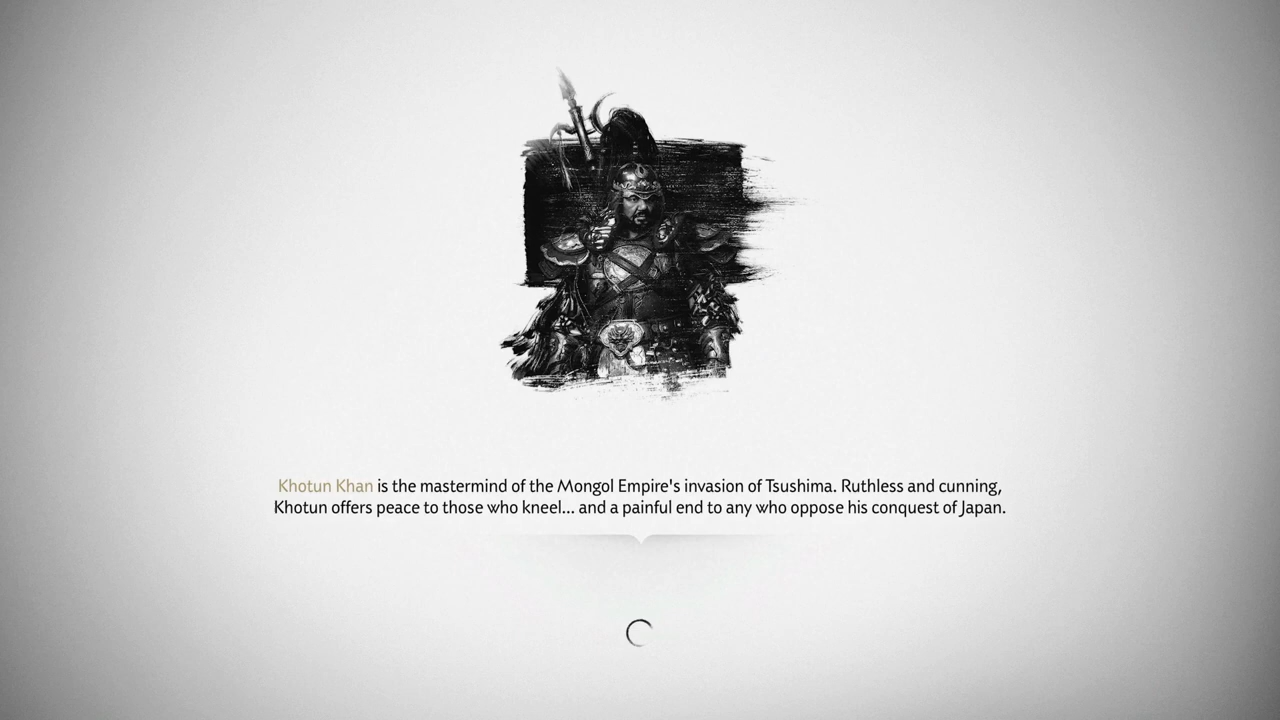 Khotun Khan is the mastermind of the Mongol Empire's invasion of Tsushima. Ruthless and cunning,
Khotun offers peace to those who kneel... and a painful end to any who oppose his conquest of Japan.